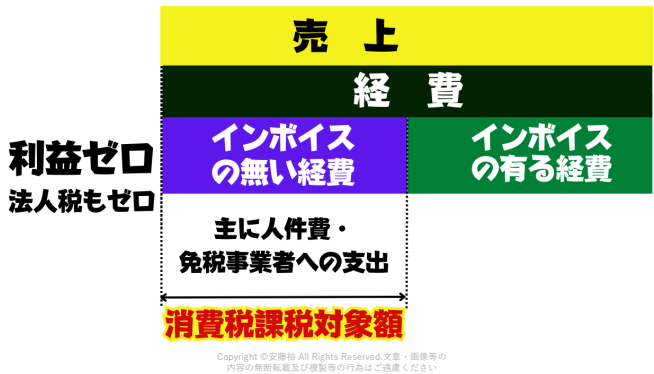 売 上
経 費
利益ゼロ
法人税もゼロ
インボイス
の無い経費
インボイス
の有る経費
主に人件費・
免税事業者への支出
消費税課税対象額
Copyright ©安藤裕 All Rights Reserved.文章・画像等の
内容の無断転載及び複製等の行為はご遠慮ください